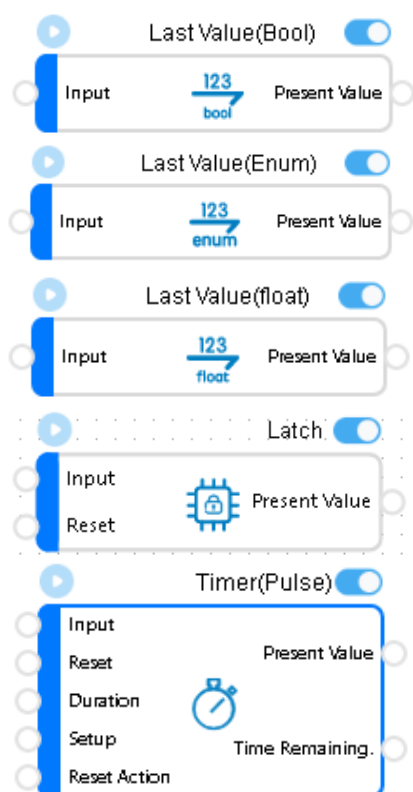 Last Value(Bool)
Input
123
bool
Present Value
Last Value(Enum)
Input
123
enum
Present Value
Last Value(float)
Input
123
float
Present Value
Latch
Input
Reset
Present Value
Timer(Pulse)
Input
Reset
Duration
Setup
Reset Action
Present Value
Time Remaining.